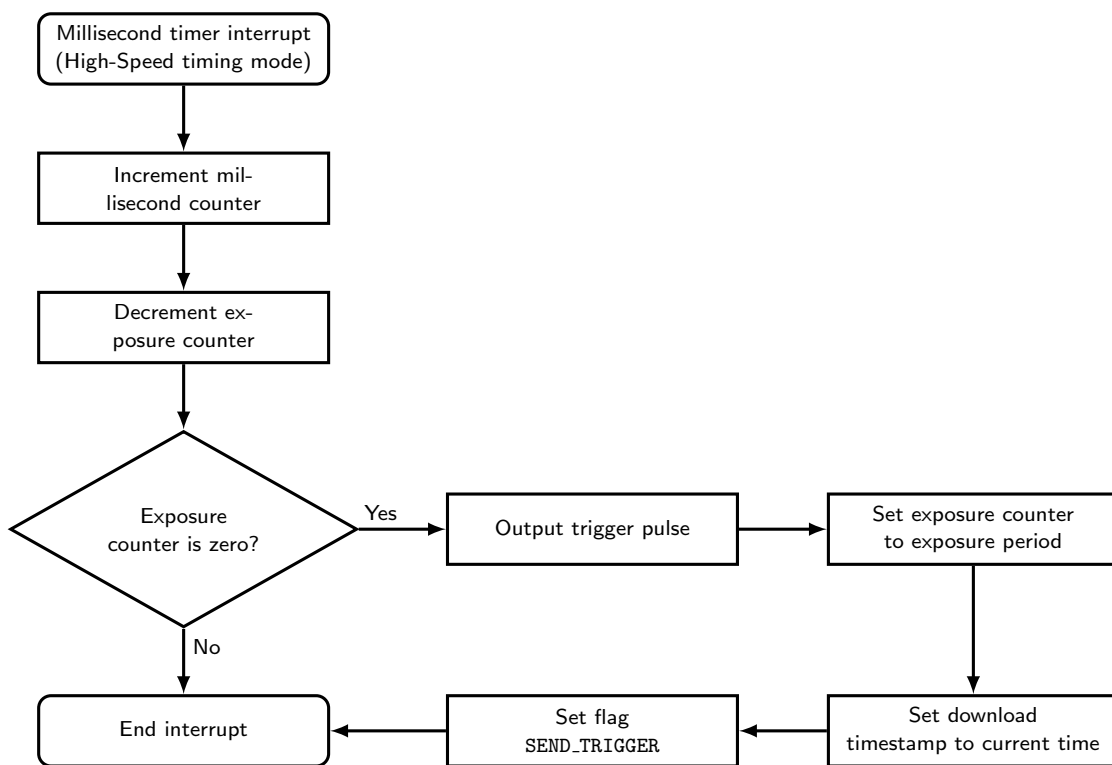 Millisecond timer interrupt
(High-Speed timing mode)
Increment mil-
lisecond counter
Decrement ex-
posure counter
Exposure
counter is zero?
Yes
Output trigger pulse
Set exposure counter
to exposure period
No
End interrupt
Set flag
SEND_TRIGGER
Set download
timestamp to current time